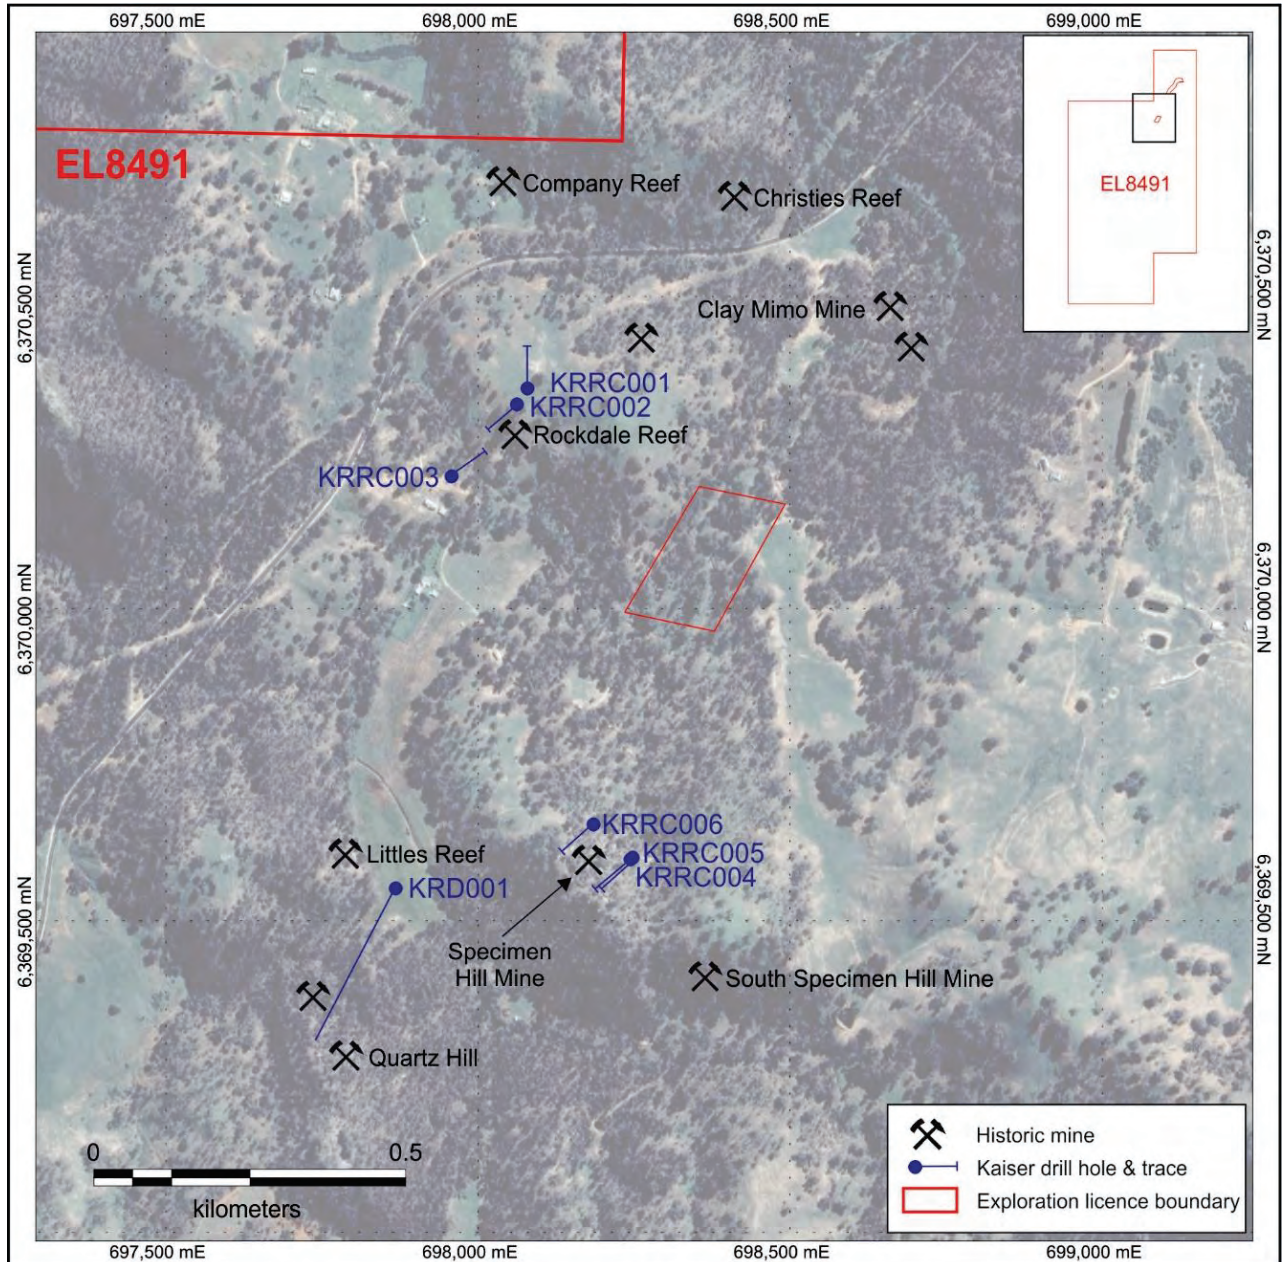 697,500 mE
698,000 mE
698,500 mE
699,000 mE
EL8491
EL8491
Company Reef
Christies Reef
6,370,500 mN
6,370,500 mN
Clay Mimo Mine
KRRC001
KRRC002
Rockdale Reef
KRRC003
6,370,000 mN
6,370,000 mN
KRRC006
KRRC005
KRRC004
Littles Reef
KRD001
6,369,500 mN
6,369,500 mN
Specimen
Hill Mine
South Specimen Hill Mine
Quartz Hill
0
0.5
kilometers
Historic mine
Kaiser drill hole & trace
Exploration licence boundary
697,500 mE
698,000 mE
698,500 mE
699,000 mE